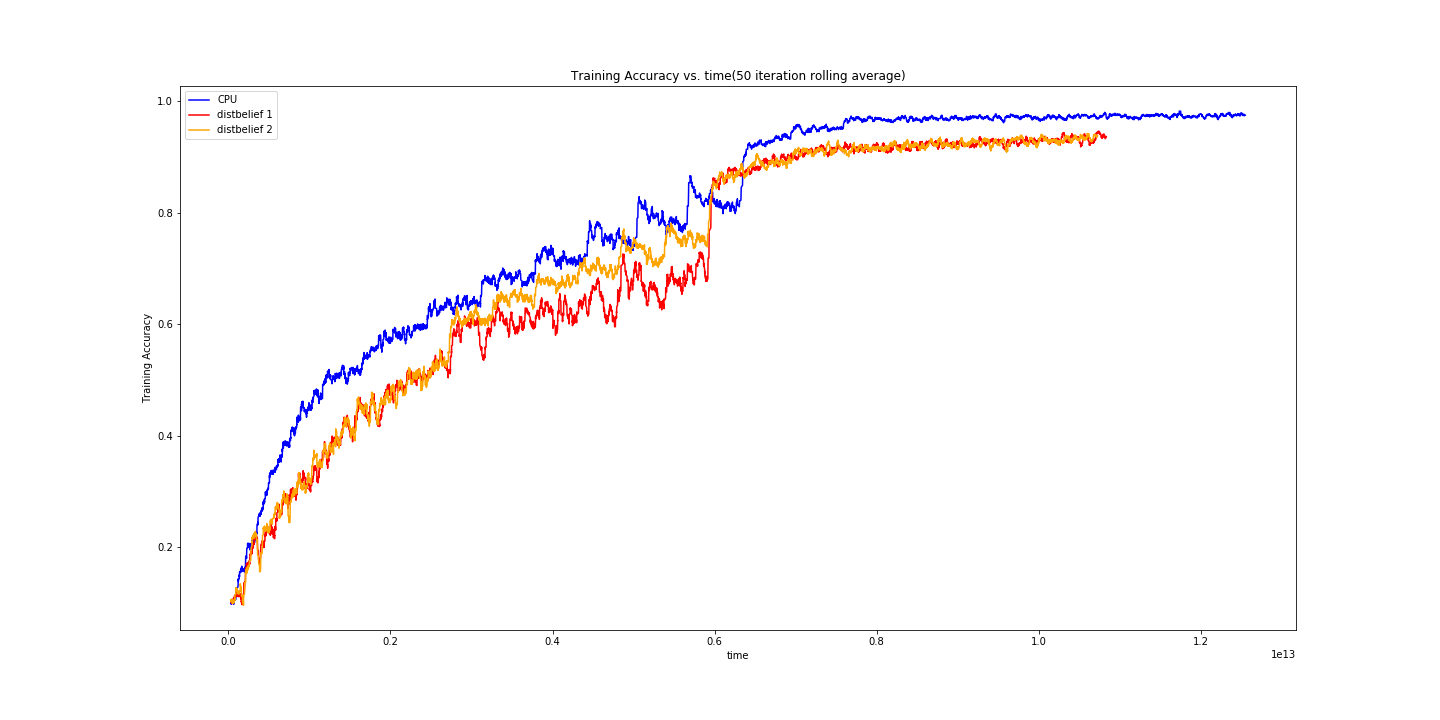 Training Accuracy vs. time(50 iteration rolling average)
CPU
distbelief 1
distbelief 2
Training Accuracy
1.0
0.8
0.6
0.4
0.2
0.0 0.2 0.4 0.6 0.8 1.0 1.2
1e13
time